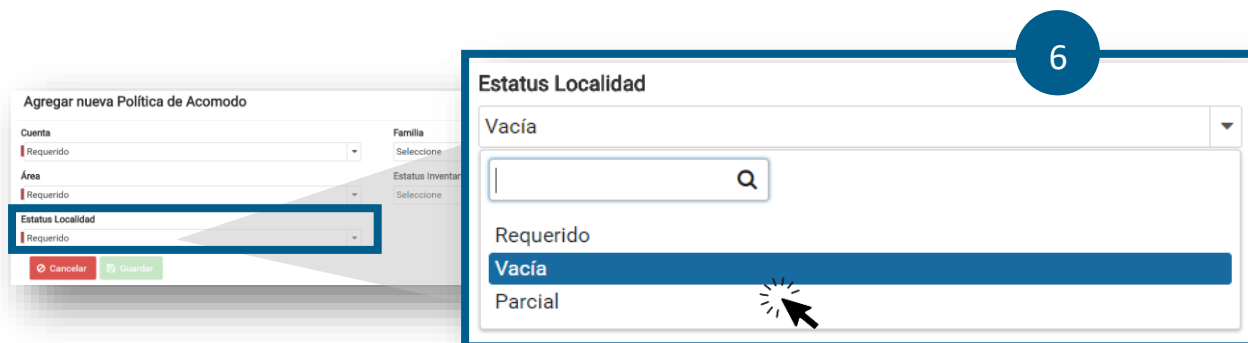 6
Agregar nueva Política de Acomodo
Cuenta
Requerido
Familia
Seleccione
Área
Requerido
Estatus Inventar
Seleccione
Estatus Localidad
Requerido
Cancelar
Guardar
Estatus Localidad
Vacía
Requerido
Vacía
Parcial